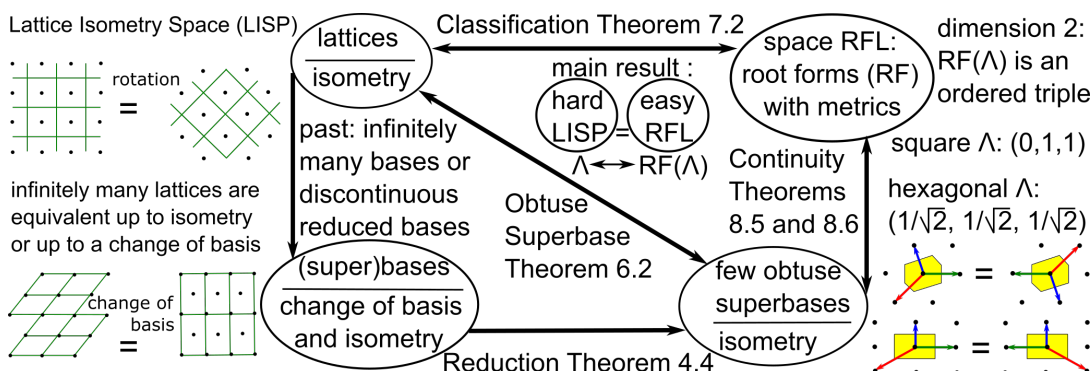 Lattice Isometry Space (LISP)
rotation
=
infinitely many lattices are
equivalent up to isometry
or up to a change of basis
change of
basis
=
lattices
isometry
past: infinitely
many bases or
discontinuous
reduced bases
(super)bases
change of basis
and isometry
Classification Theorem 7.2
main result :
hard easy
LISP = RFL
Λ ↔ RF(Λ)
Obtuse
Superbase
Theorem 6.2
Reduction Theorem 4.4
space RFL:
root forms (RF)
with metrics
Continuity
Theorems
8.5 and 8.6
few obtuse
superbases
isometry
dimension 2:
RF(Λ) is an
ordered triple
square Λ: (0,1,1)
hexagonal Λ:
(1/√2, 1/√2, 1/√2)
=
=